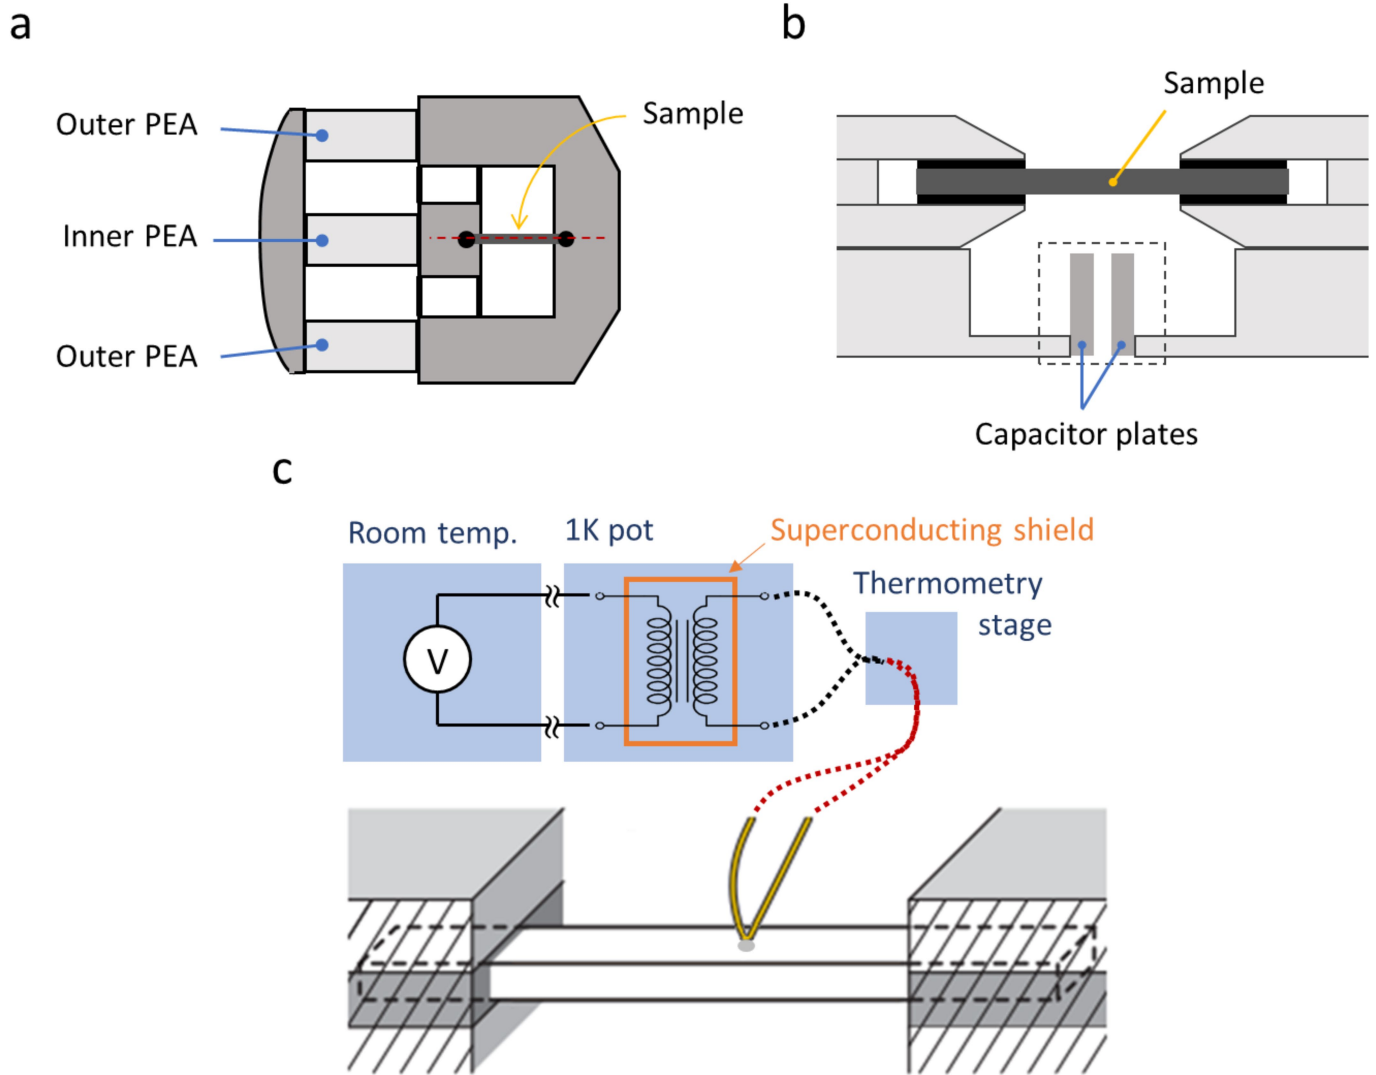 a
b
Outer PEA
Sample
Inner PEA
Outer PEA
Sample
Capacitor plates
c
Room temp.
1K pot
Superconducting shield
Thermometry
stage
V